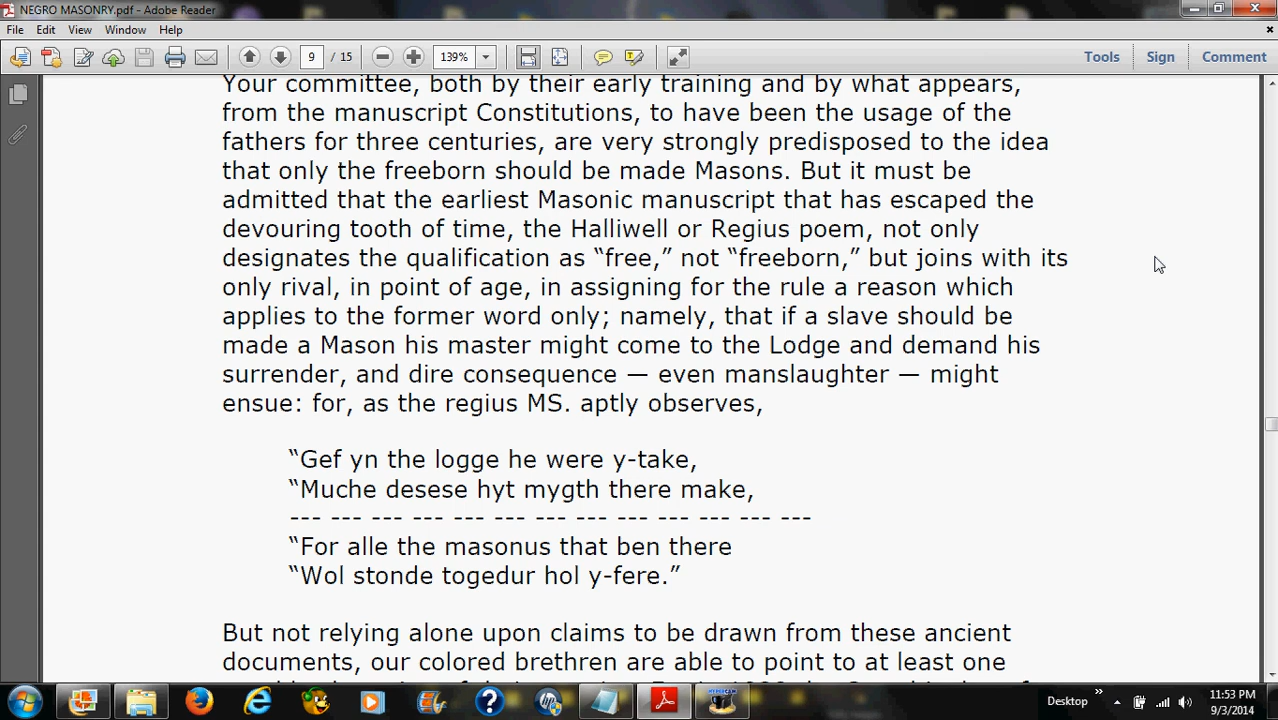 NEGRO MASONRY.pdf - Adobe Reader
File Edit View Window Help
9 / 15 139% Tools Sign Comment
Your committee, both by their early training and by what appears,
from the manuscript Constitutions, to have been the usage of the
fathers for three centuries, are very strongly predisposed to the idea
that only the freeborn should be made Masons. But it must be
admitted that the earliest Masonic manuscript that has escaped the
devouring tooth of time, the Halliwell or Regius poem, not only
designates the qualification as “free,” not “freeborn,” but joins with its
only rival, in point of age, in assigning for the rule a reason which
applies to the former word only; namely, that if a slave should be
made a Mason his master might come to the Lodge and demand his
surrender, and dire consequence — even manslaughter — might
ensue: for, as the regius MS. aptly observes,
“Gef yn the logge he were y-take,
“Muche desese hyt mygth there make,
--- --- --- --- --- --- --- --- --- --- --- --- ---
“For alle the masonus that ben there
“Wol stonde togedur hol y-fere.”
But not relying alone upon claims to be drawn from these ancient
documents, our colored brethren are able to point to at least one
Desktop 11:53 PM
9/3/2014